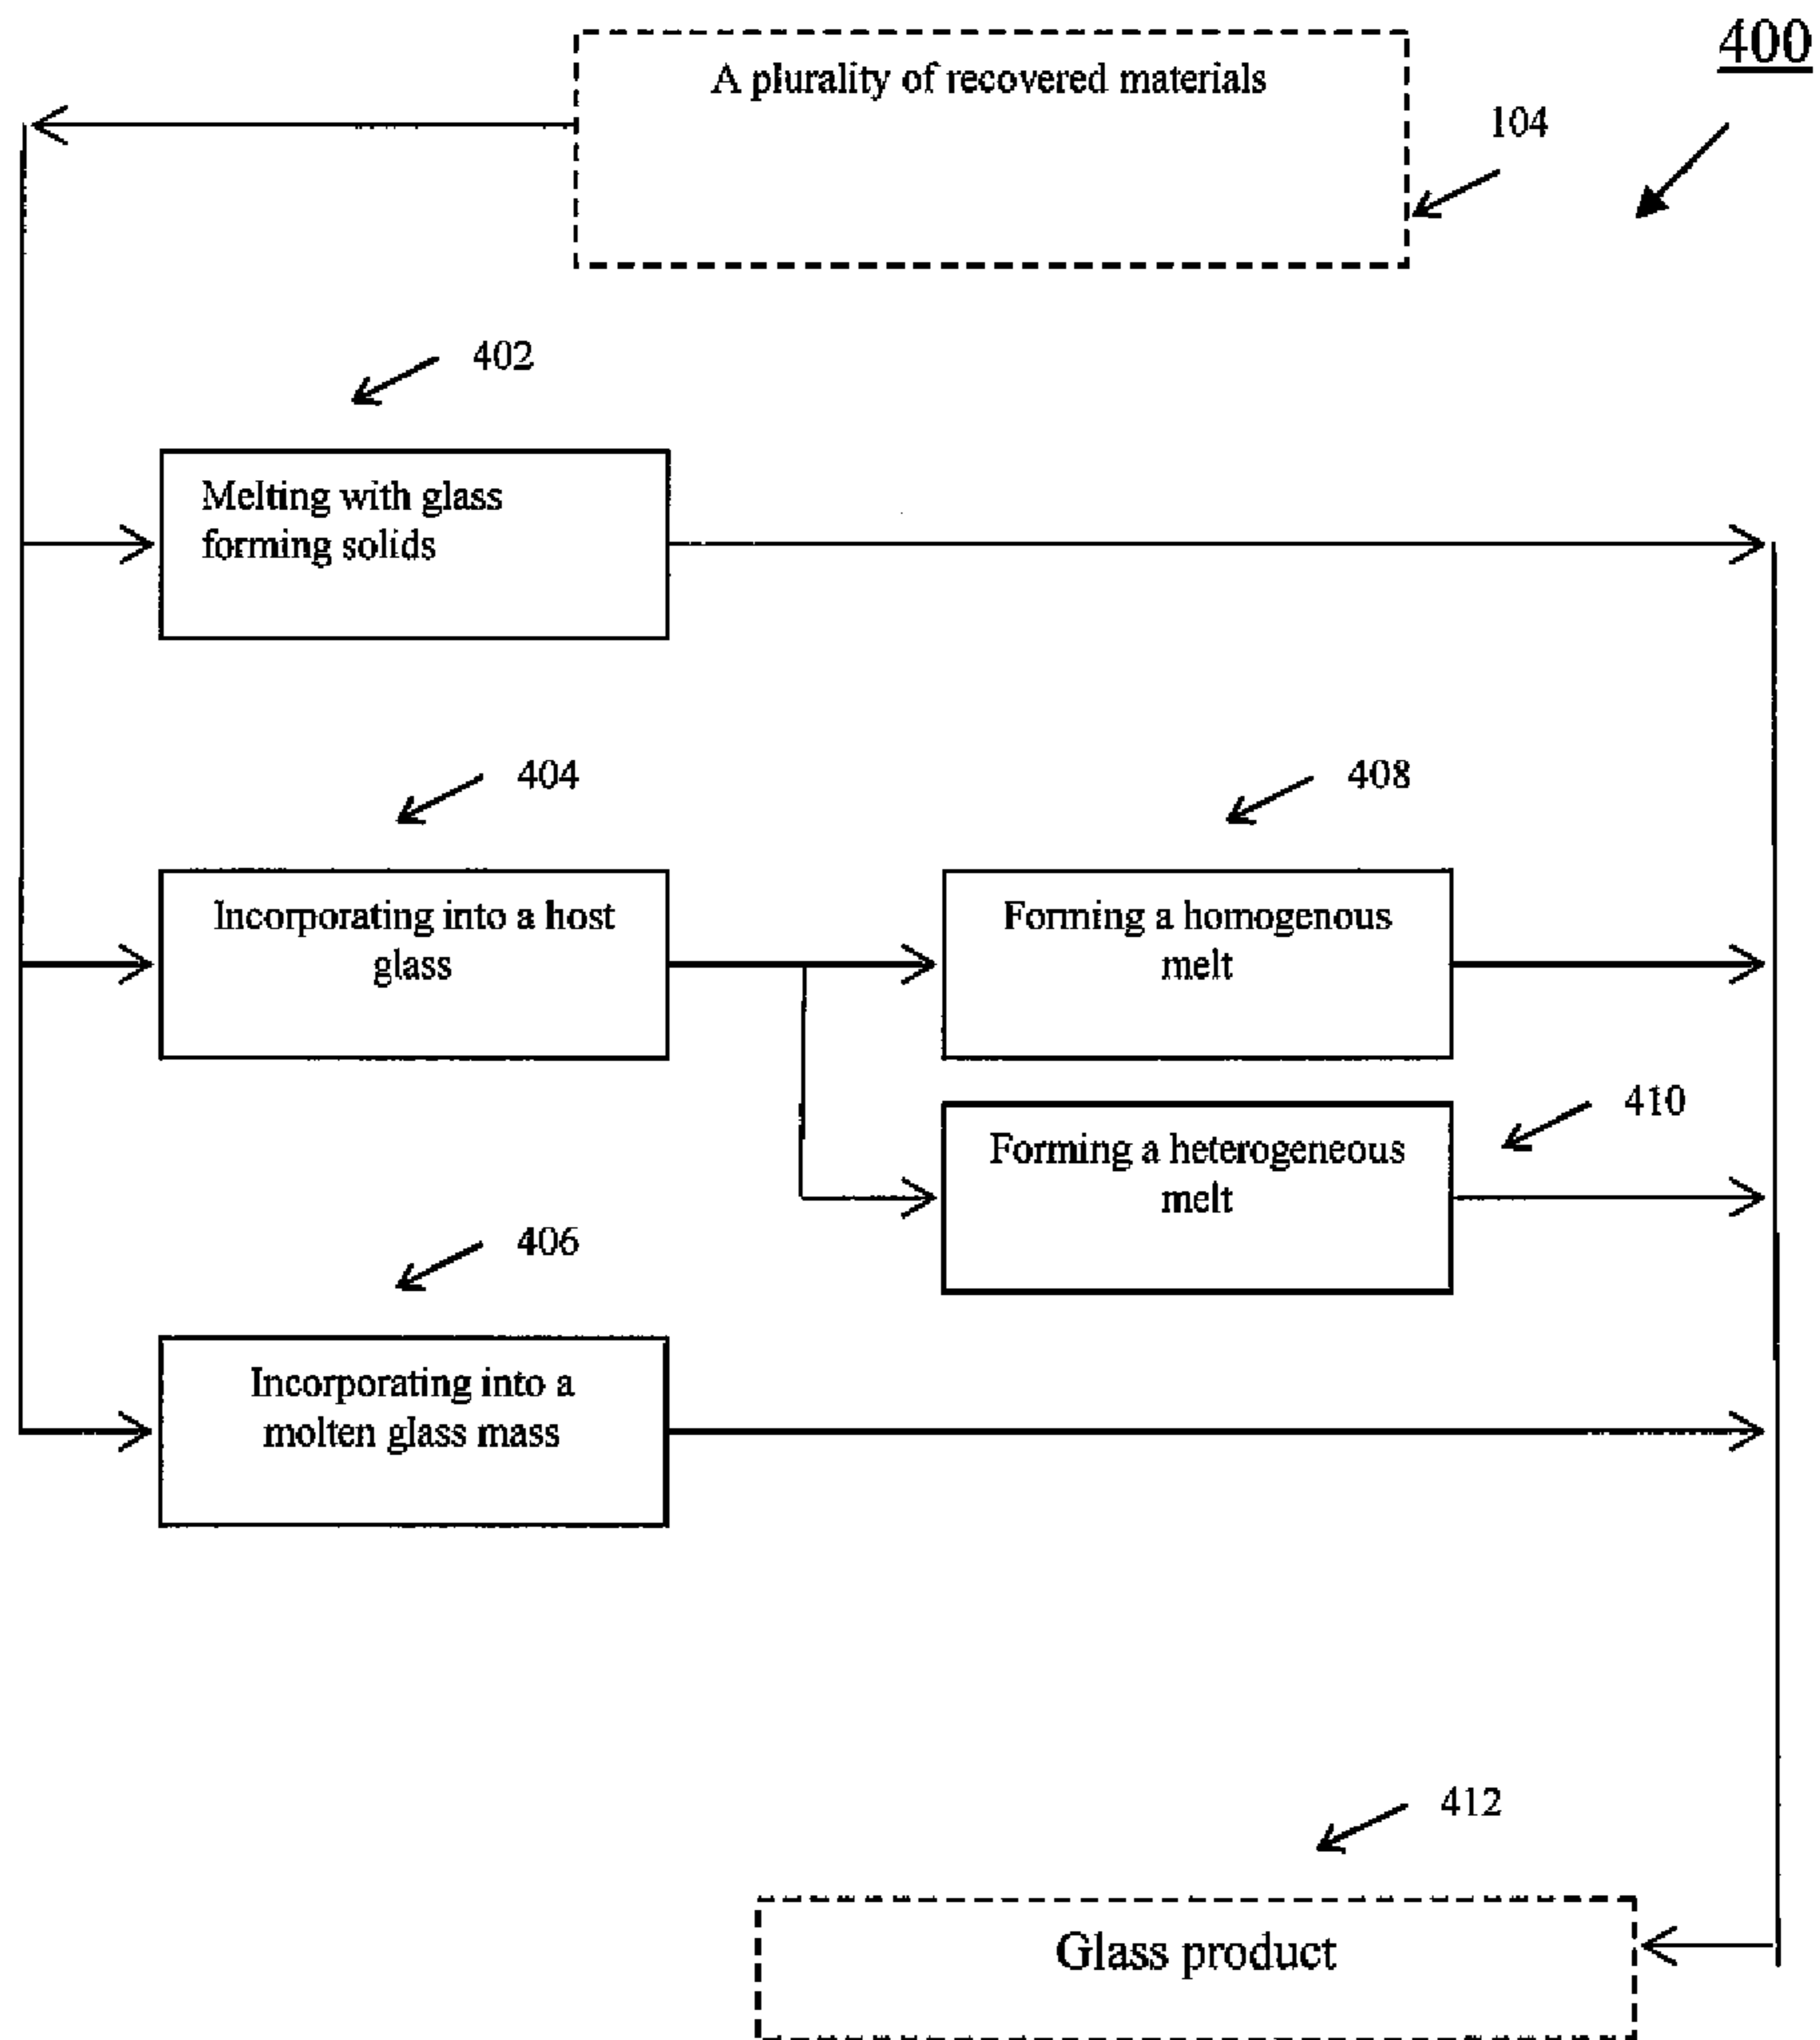 400
A plurality of recovered materials
104
402
Melting with glass
forming solids
404
408
Incorporating into a host
glass
Forming a homogenous
melt
410
Forming a heterogeneous
melt
406
Incorporating into a
molten glass mass
412
Glass product